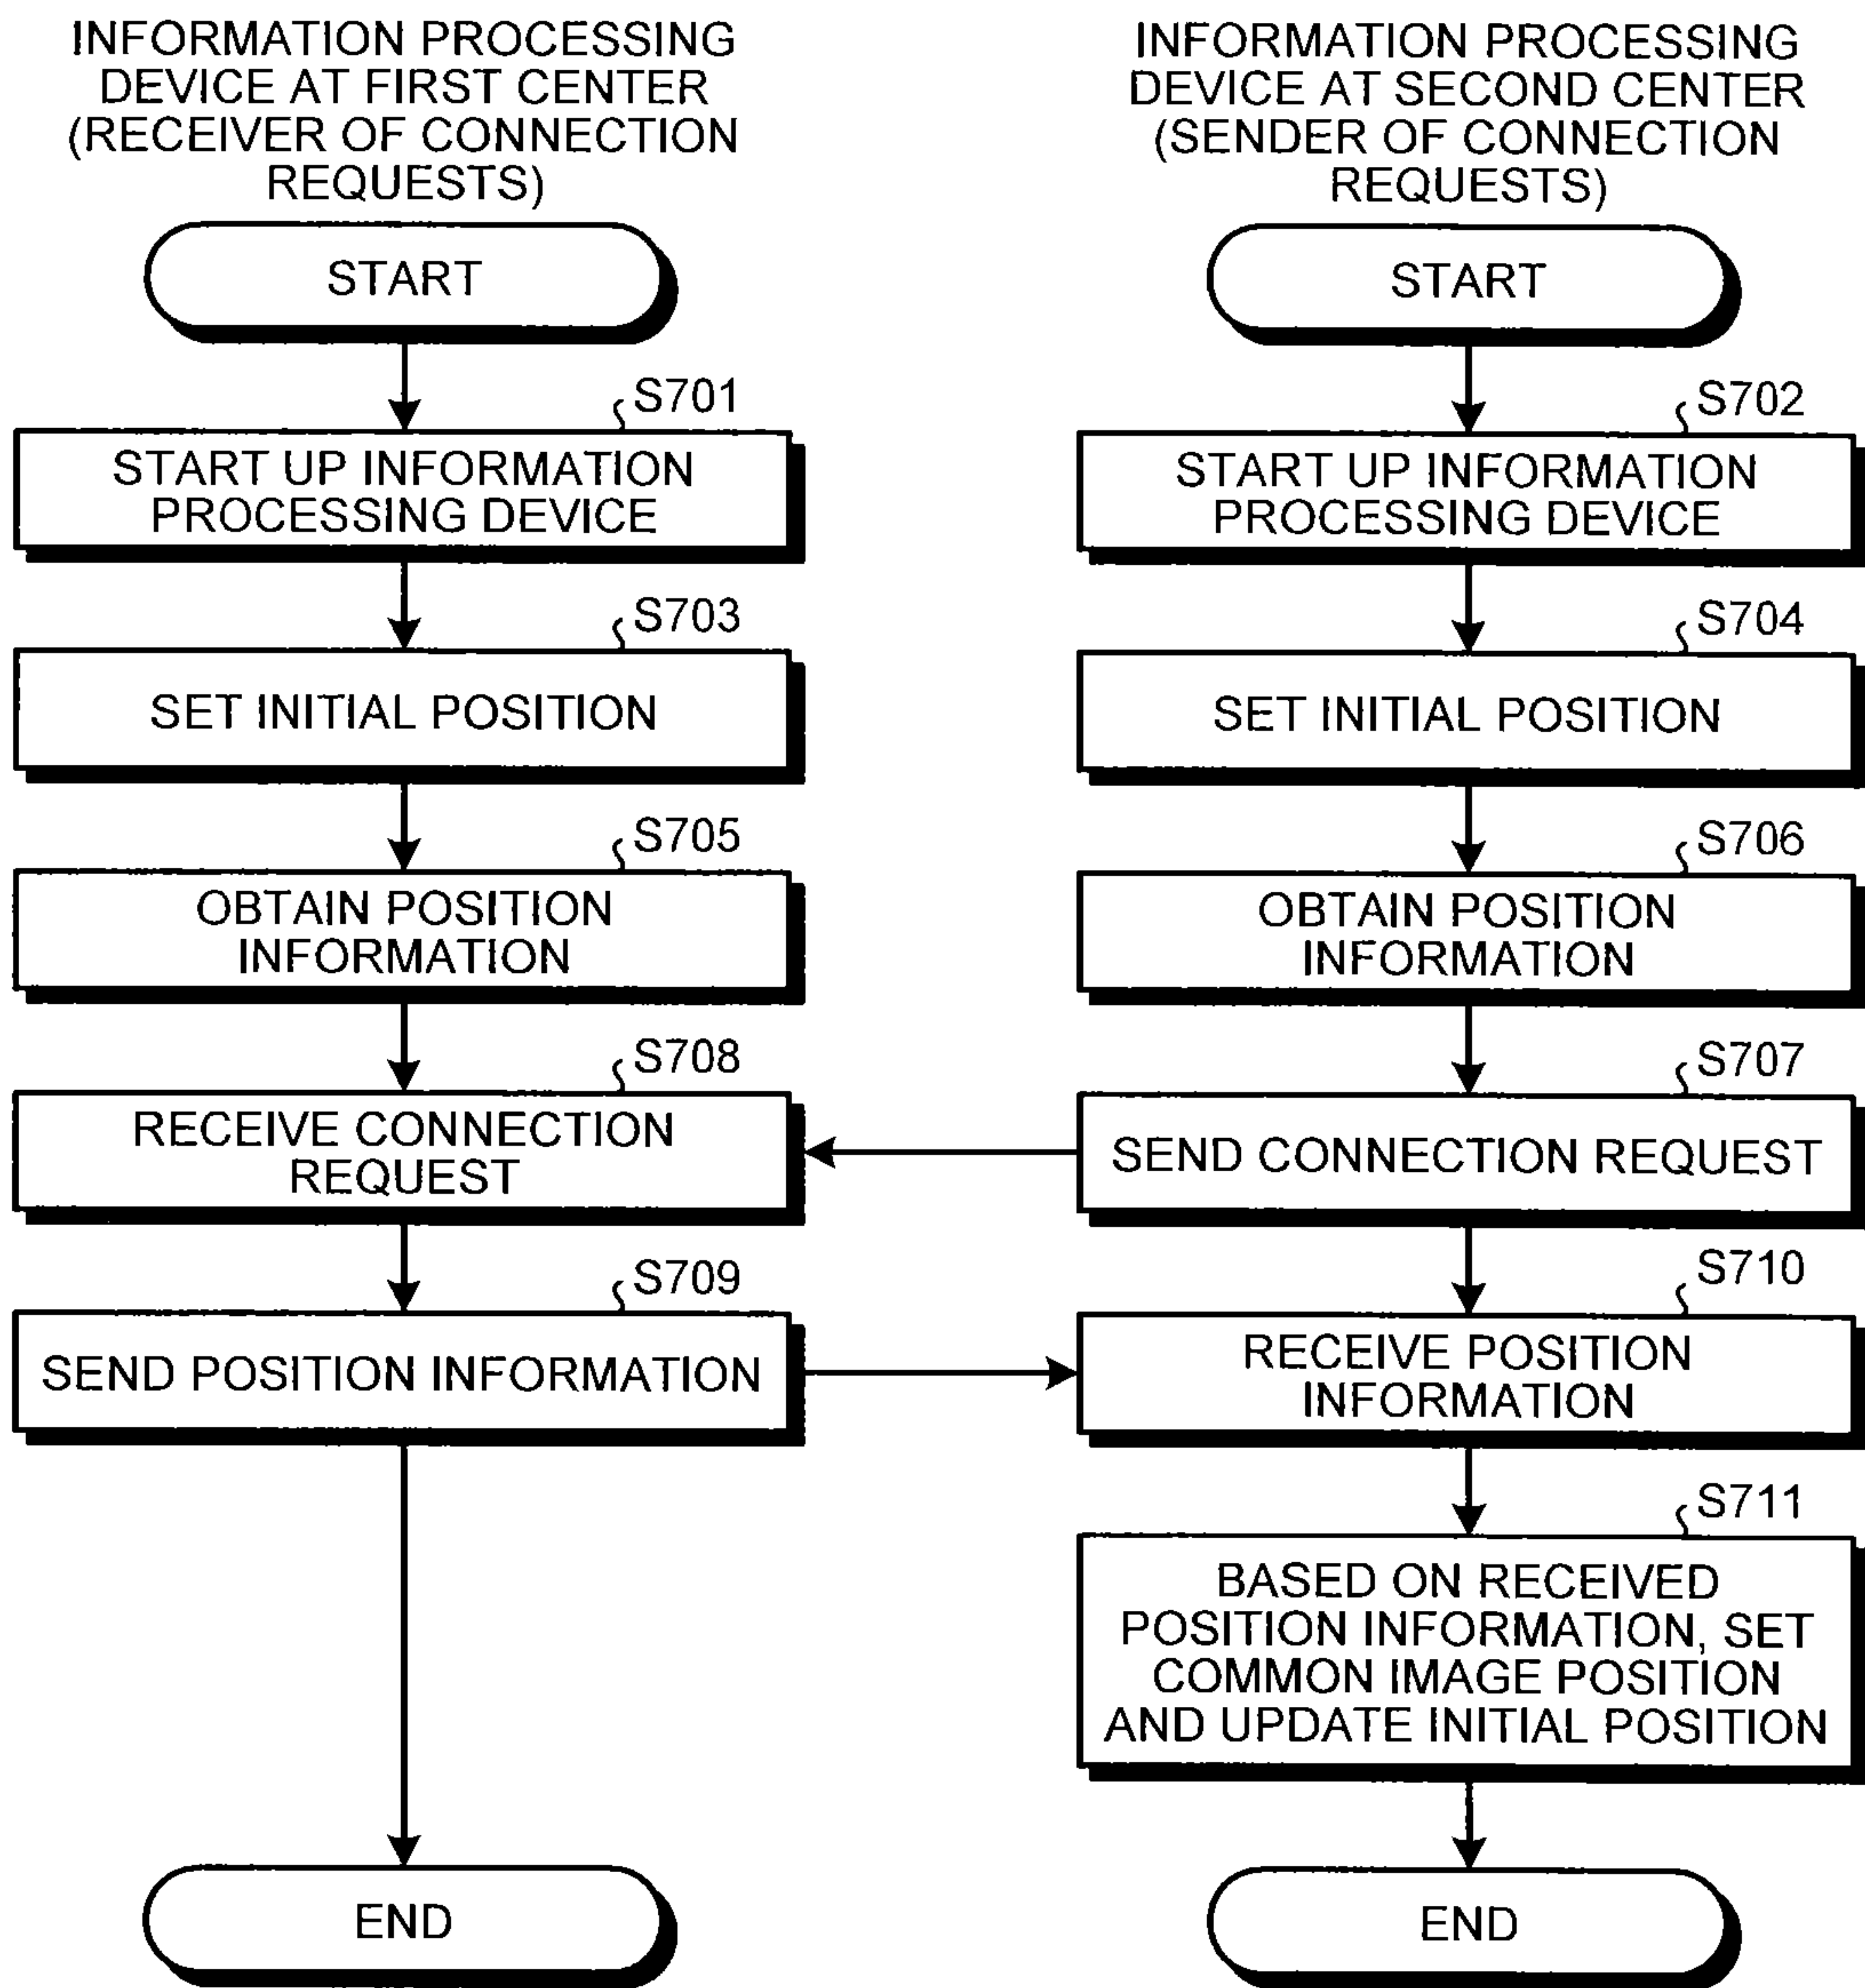 INFORMATION PROCESSING
DEVICE AT FIRST CENTER
(RECEIVER OF CONNECTION
REQUESTS)
START
S701
START UP INFORMATION
PROCESSING DEVICE
S703
SET INITIAL POSITION
S705
OBTAIN POSITION
INFORMATION
S708
RECEIVE CONNECTION
REQUEST
S709
SEND POSITION INFORMATION
END
INFORMATION PROCESSING
DEVICE AT SECOND CENTER
(SENDER OF CONNECTION
REQUESTS)
START
S702
START UP INFORMATION
PROCESSING DEVICE
S704
SET INITIAL POSITION
S706
OBTAIN POSITION
INFORMATION
S707
SEND CONNECTION REQUEST
S710
RECEIVE POSITION
INFORMATION
S711
BASED ON RECEIVED
POSITION INFORMATION, SET
COMMON IMAGE POSITION
AND UPDATE INITIAL POSITION
END